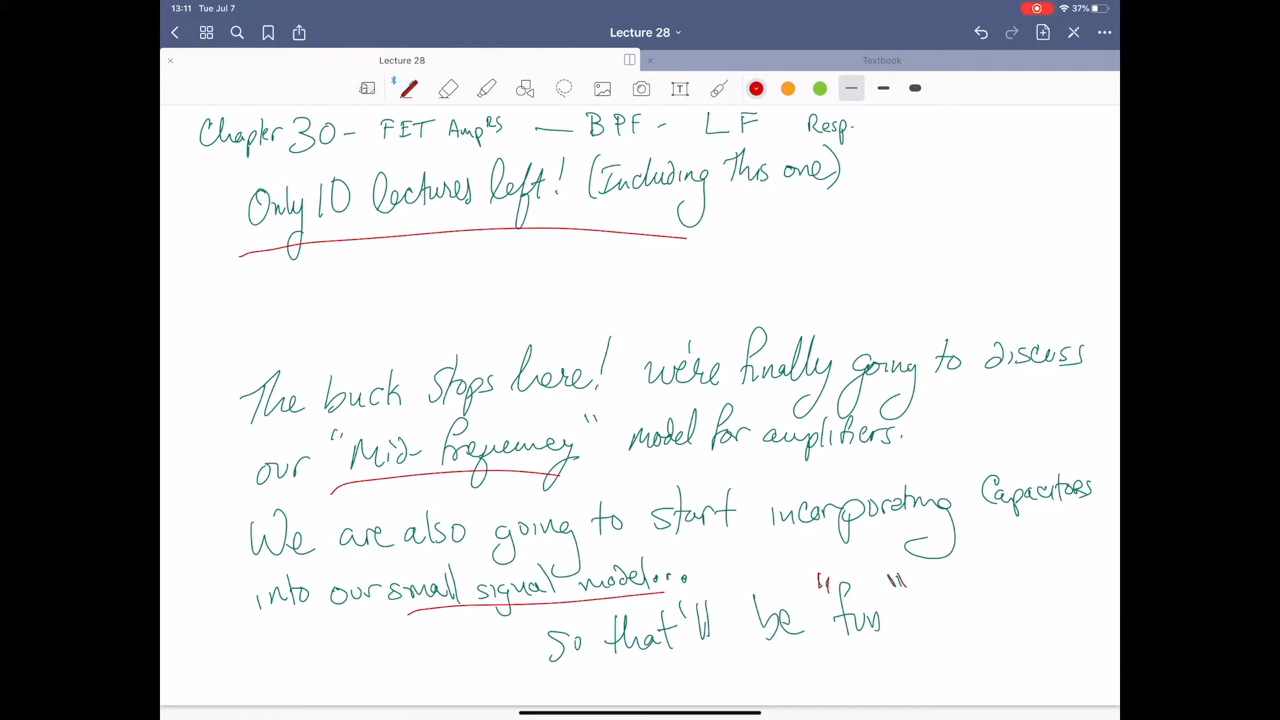 13:11 Tue Jul 7
37%
Lecture 28
Lecture 28
Textbook
Chapter 30 - FET Amprs — BPF - LF Resp.
Only 10 lectures left! (Including This one)
The buck stops here! we're finally going to discuss
our "Mid-frequency" model for amplifiers.
We are also going to start incorporating Capacitors
into our small signal model...
so that'll be "fun"